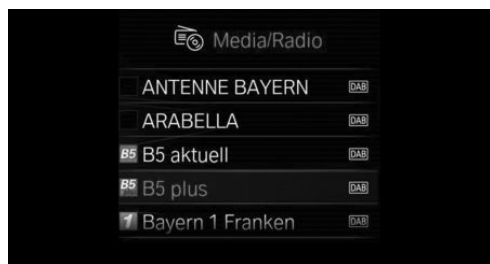 Media/Radio
ANTENNE BAYERN DAB
ARABELLA DAB
B5 B5 aktuell DAB
B5 B5 plus DAB
1 Bayern 1 Franken DAB